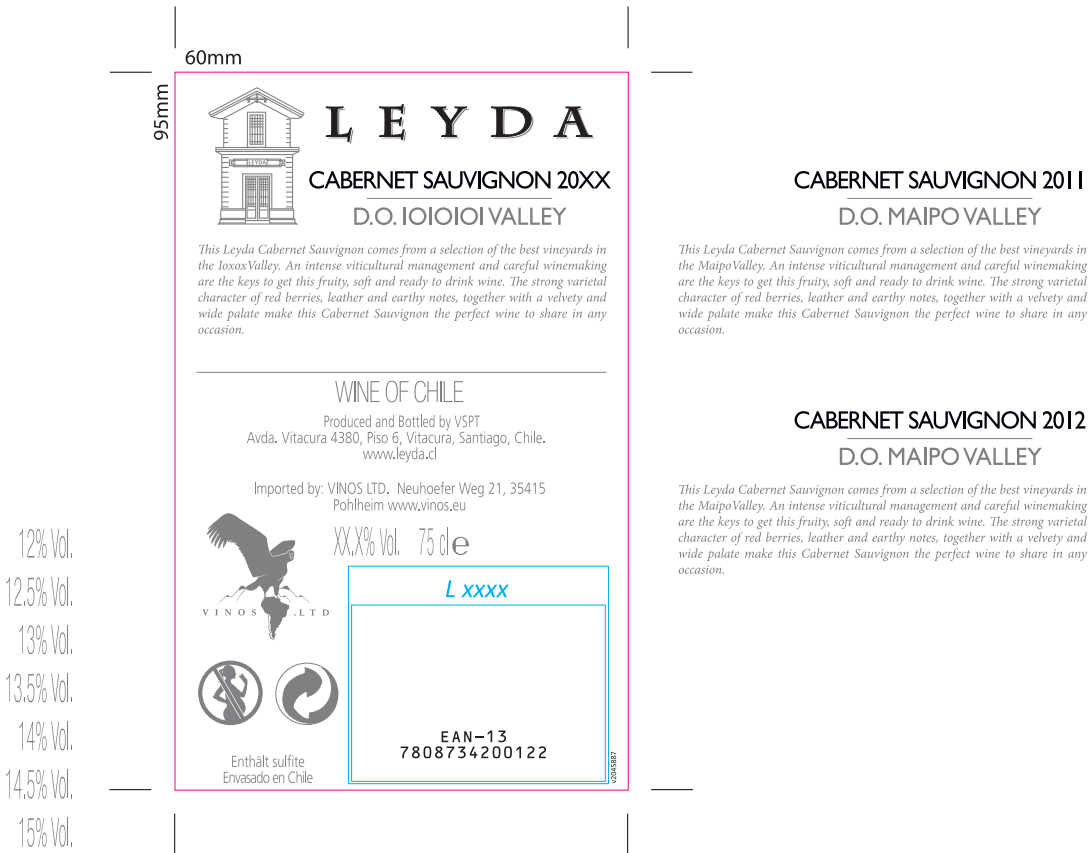 60mm
95mm
LEYDA
LEYDA
CABERNET SAUVIGNON 20XX
D.O. IOIOIOI VALLEY
This Leyda Cabernet Sauvignon comes from a selection of the best vineyards in
the IoxoxValley. An intense viticultural management and careful winemaking
are the keys to get this fruity, soft and ready to drink wine. The strong varietal
character of red berries, leather and earthy notes, together with a velvety and
wide palate make this Cabernet Sauvignon the perfect wine to share in any
occasion.
WINE OF CHILE
Produced and Bottled by VSPT
Avda. Vitacura 4380, Piso 6, Vitacura, Santiago, Chile.
www.leyda.cl
Imported by: VINOS LTD. Neuhoefer Weg 21, 35415
Pohlheim www.vinos.eu
XX,X% Vol. 75 cl e
VINOS .LTD
L xxxx
EAN-13
7808734200122
v2045887
Enthält sulfite
Envasado en Chile
12% Vol.
12,5% Vol.
13% Vol.
13,5% Vol.
14% Vol.
14,5% Vol.
15% Vol.
CABERNET SAUVIGNON 2011
D.O. MAIPO VALLEY
This Leyda Cabernet Sauvignon comes from a selection of the best vineyards in
the MaipoValley. An intense viticultural management and careful winemaking
are the keys to get this fruity, soft and ready to drink wine. The strong varietal
character of red berries, leather and earthy notes, together with a velvety and
wide palate make this Cabernet Sauvignon the perfect wine to share in any
occasion.
CABERNET SAUVIGNON 2012
D.O. MAIPO VALLEY
This Leyda Cabernet Sauvignon comes from a selection of the best vineyards in
the MaipoValley. An intense viticultural management and careful winemaking
are the keys to get this fruity, soft and ready to drink wine. The strong varietal
character of red berries, leather and earthy notes, together with a velvety and
wide palate make this Cabernet Sauvignon the perfect wine to share in any
occasion.